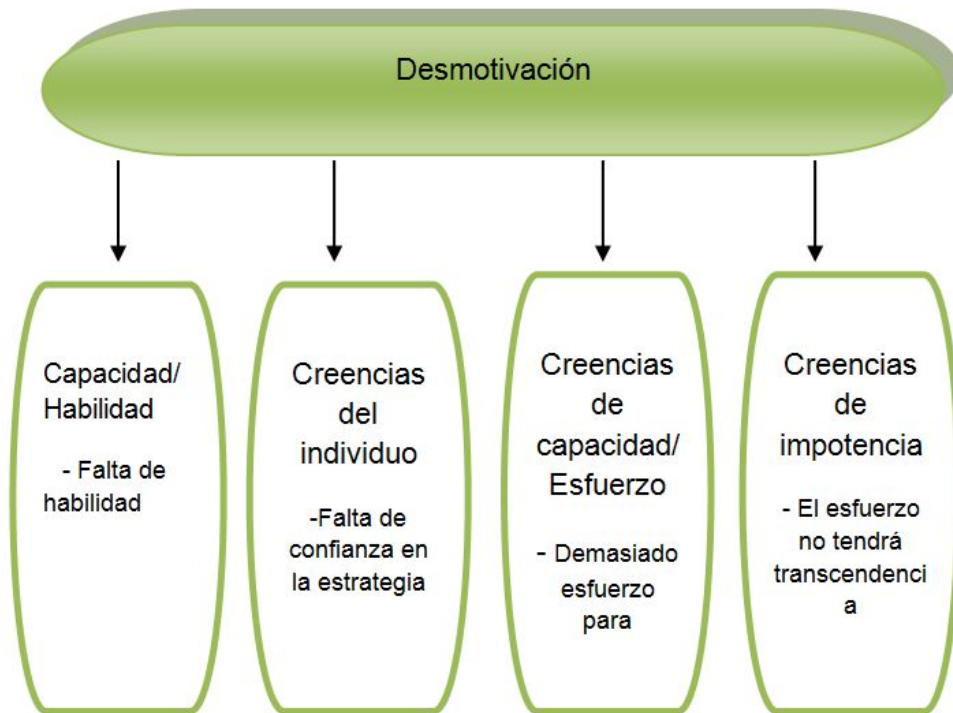 Desmotivación
Capacidad/
Habilidad
- Falta de
habilidad
Creencias
del
individuo
-Falta de
confianza en
la estrategia
Creencias
de
capacidad/
Esfuerzo
- Demasiado
esfuerzo
para
Creencias
de
impotencia
- El esfuerzo
no tendrá
transcendenci
a